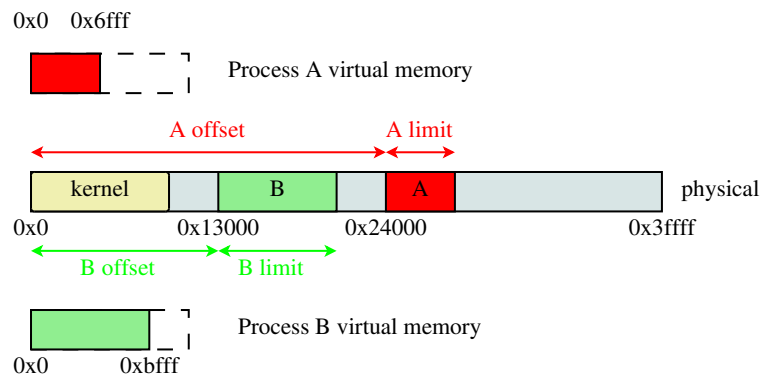 0x0 0x6fff
Process A virtual memory
A offset A limit
kernel B A physical
0x0 0x13000 0x24000 0x3ffff
B offset B limit
Process B virtual memory
0x0 0xbfff